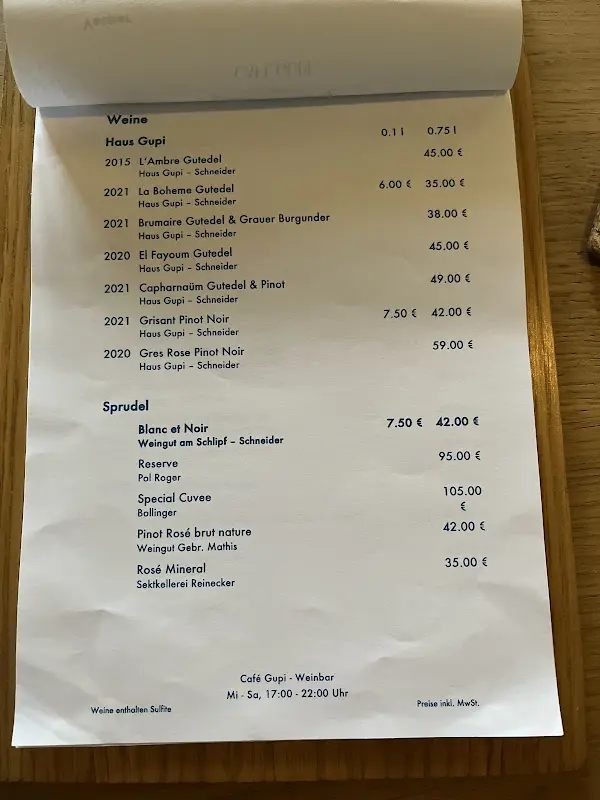 Weine
Haus Gupi 0.1 l 0.75 l
2015 L'Ambre Gutedel 45.00 €
Haus Gupi – Schneider
2021 La Boheme Gutedel 6.00 € 35.00 €
Haus Gupi – Schneider
2021 Brumaire Gutedel & Grauer Burgunder 38.00 €
Haus Gupi – Schneider
2020 El Fayoum Gutedel 45.00 €
Haus Gupi – Schneider
2021 Capharnaüm Gutedel & Pinot 49.00 €
Haus Gupi – Schneider
2021 Grisant Pinot Noir 7.50 € 42.00 €
Haus Gupi – Schneider
2020 Gres Rose Pinot Noir 59.00 €
Haus Gupi – Schneider
Sprudel
Blanc et Noir 7.50 € 42.00 €
Weingut am Schlipf – Schneider
Reserve 95.00 €
Pol Roger
Special Cuvee 105.00
Bollinger €
Pinot Rosé brut nature 42.00 €
Weingut Gebr. Mathis
Rosé Mineral 35.00 €
Sektkellerei Reinecker
Café Gupi - Weinbar
Mi - Sa, 17:00 - 22:00 Uhr
Weine enthalten Sulfite Preise inkl. MwSt.